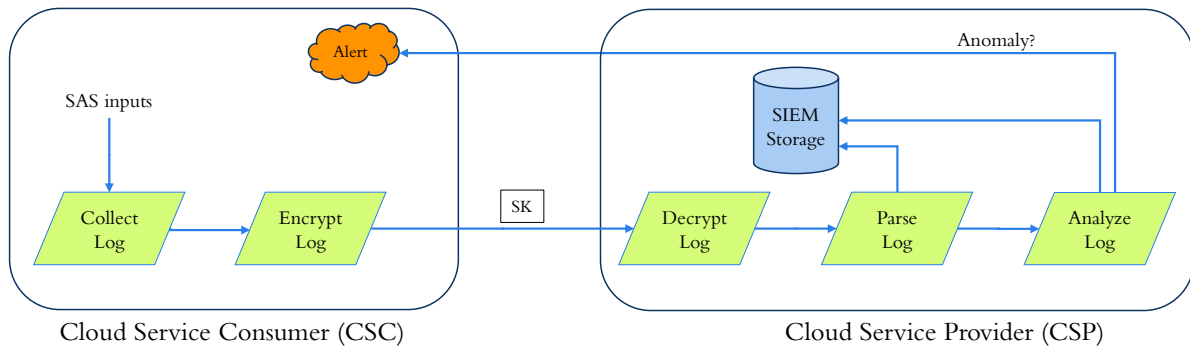 Alert
Anomaly?
SAS inputs
SIEM
Storage
Collect
Log
Encrypt
Log
SK
Decrypt
Log
Parse
Log
Analyze
Log
Cloud Service Consumer (CSC)
Cloud Service Provider (CSP)